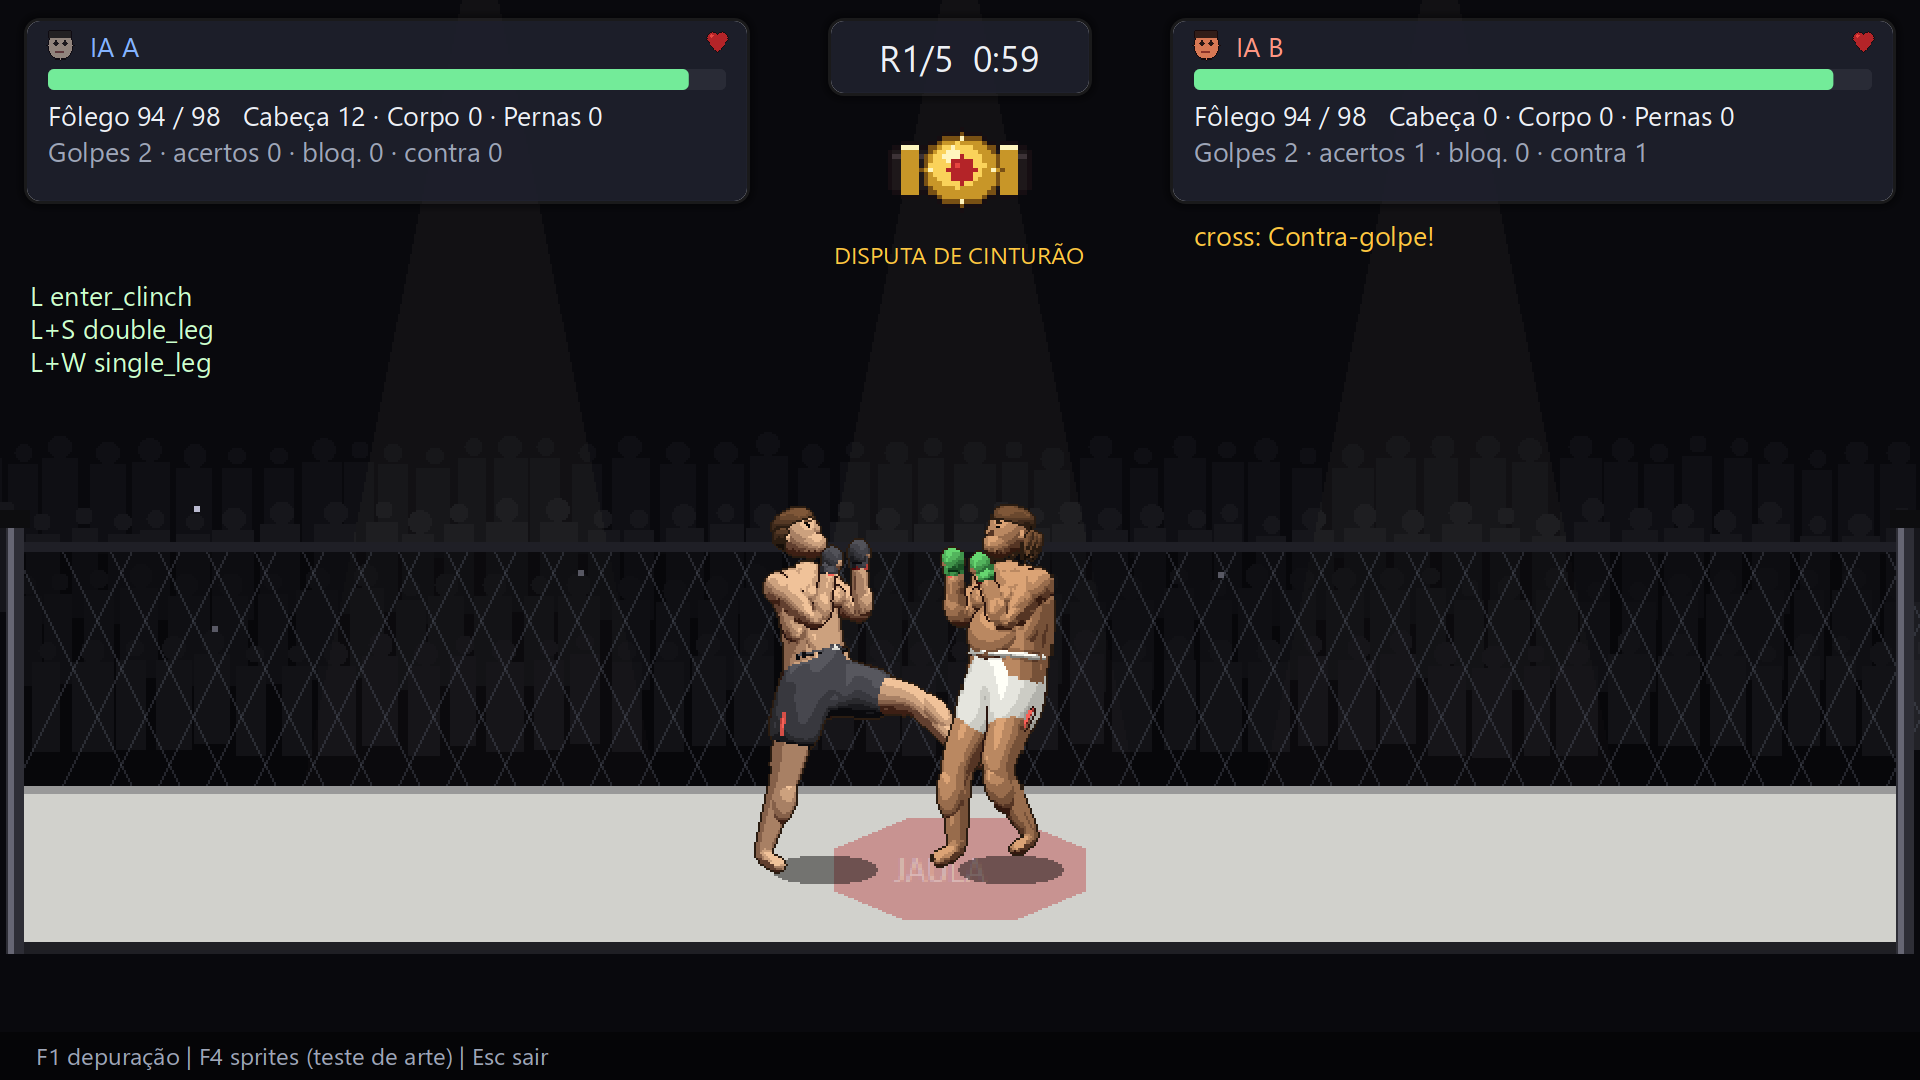 IA A
Fôlego 94 / 98 Cabeça 12 · Corpo 0 · Pernas 0
Golpes 2 · acertos 0 · bloq. 0 · contra 0
R1/5 0:59
DISPUTA DE CINTURÃO
IA B
Fôlego 94 / 98 Cabeça 0 · Corpo 0 · Pernas 0
Golpes 2 · acertos 1 · bloq. 0 · contra 1
cross: Contra-golpe!
L enter_clinch
L+S double_leg
L+W single_leg
JAULA
F1 depuração | F4 sprites (teste de arte) | Esc sair